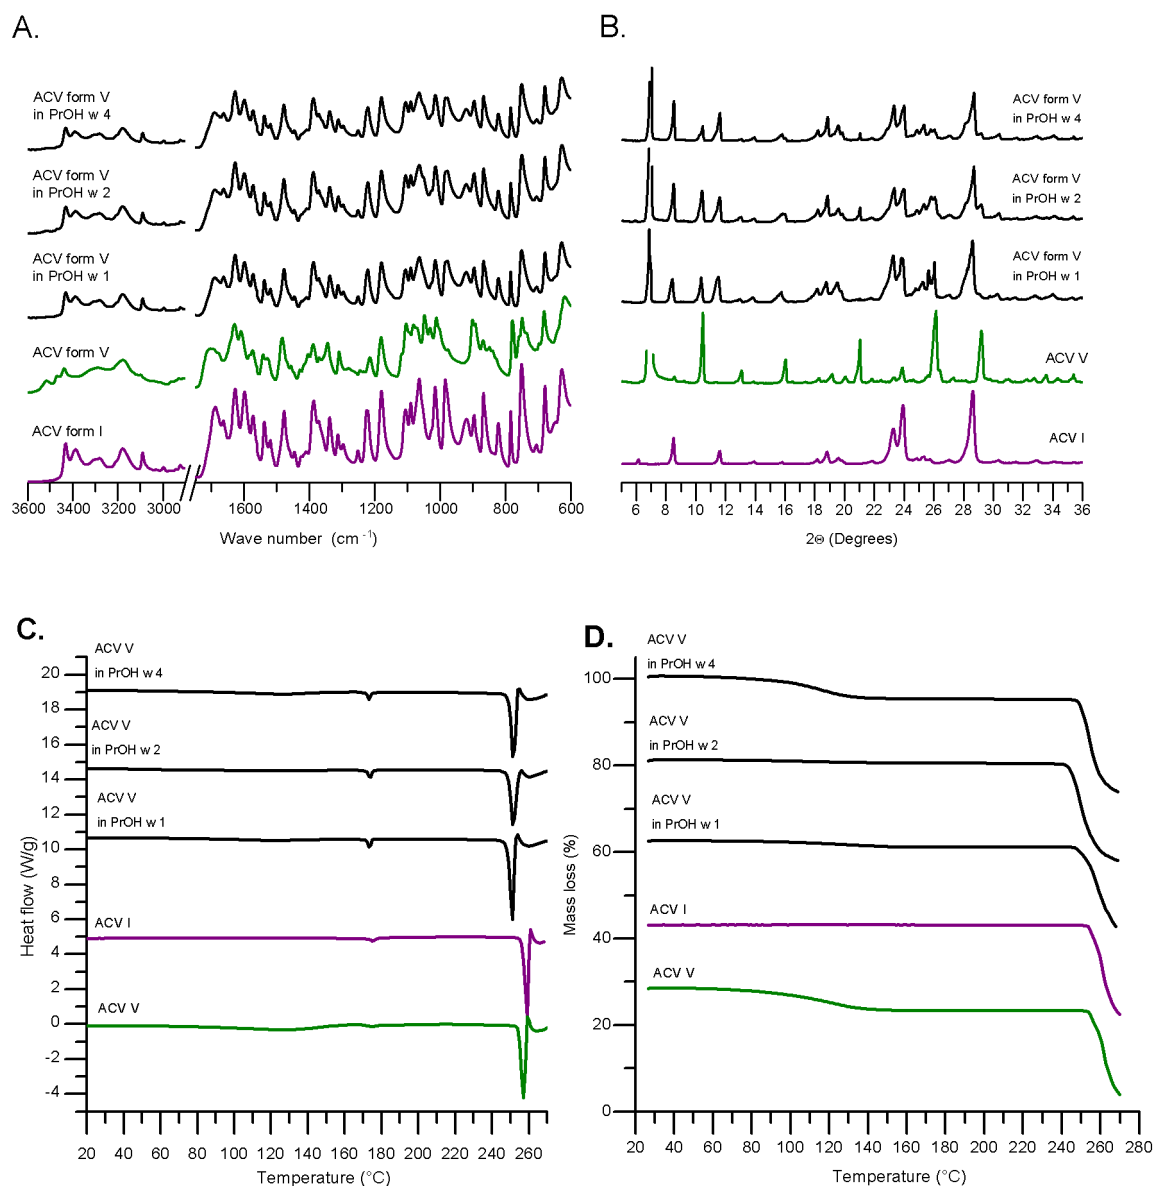 A.
ACV form V
in PrOH w 4
ACV form V
in PrOH w 2
ACV form V
in PrOH w 1
ACV form V
ACV form I
3600 3400 3200 3000 1600 1400 1200 1000 800 600
Wave number (cm -1)
B.
ACV form V
in PrOH w 4
ACV form V
in PrOH w 2
ACV form V
in PrOH w 1
ACV V
ACV I
6 8 10 12 14 16 18 20 22 24 26 28 30 32 34 36
2Θ (Degrees)
C.
ACV V
in PrOH w 4
ACV V
in PrOH w 2
ACV V
in PrOH w 1
ACV I
ACV V
20
18
16
14
12
10
8
6
4
2
0
-2
-4
Heat flow (W/g)
20 60 100 140 180 220 260
Temperature (°C)
D.
ACV V
in PrOH w 4
ACV V
in PrOH w 2
ACV V
in PrOH w 1
ACV I
ACV V
100
80
60
40
20
0
Mass loss (%)
20 40 60 80 100 120 140 160 180 200 220 240 260 280
Temperature (°C)